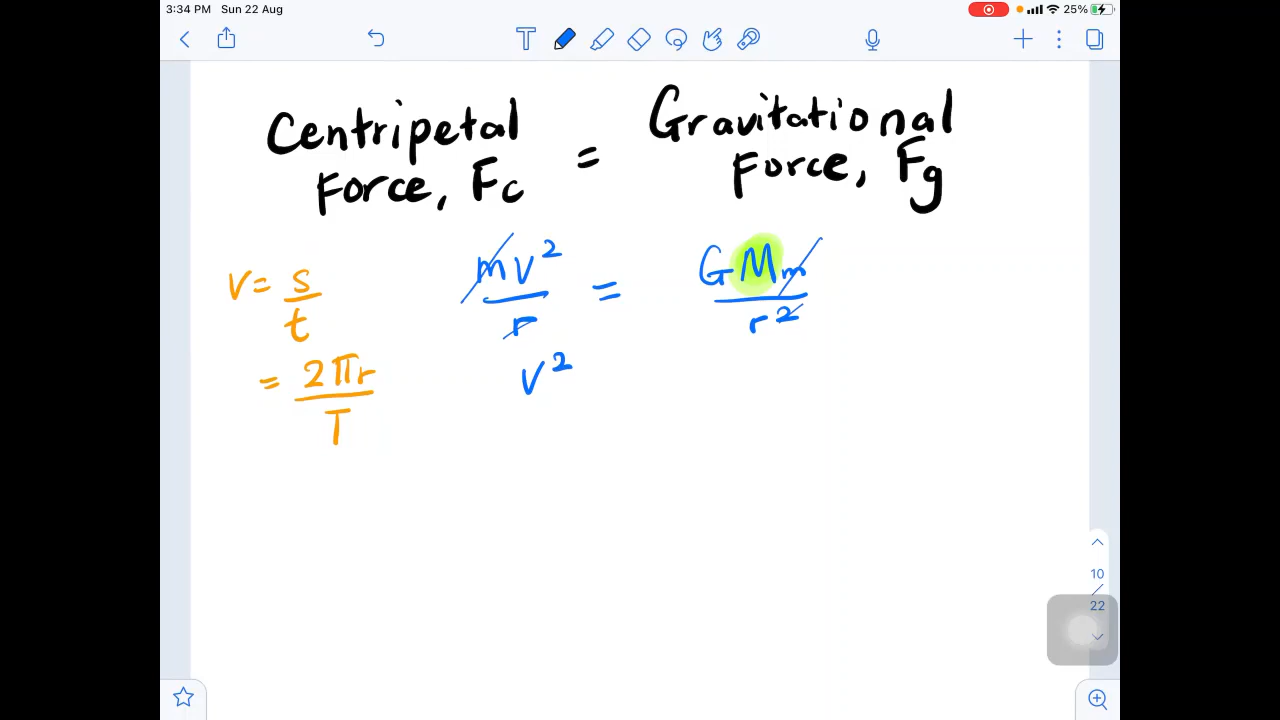 3:34 PM Sun 22 Aug
25%
T
Centripetal Force, Fc = Gravitational Force, Fg
v = s/t
mv²/r = GMm/r²
= 2πr/T
v²
10
22